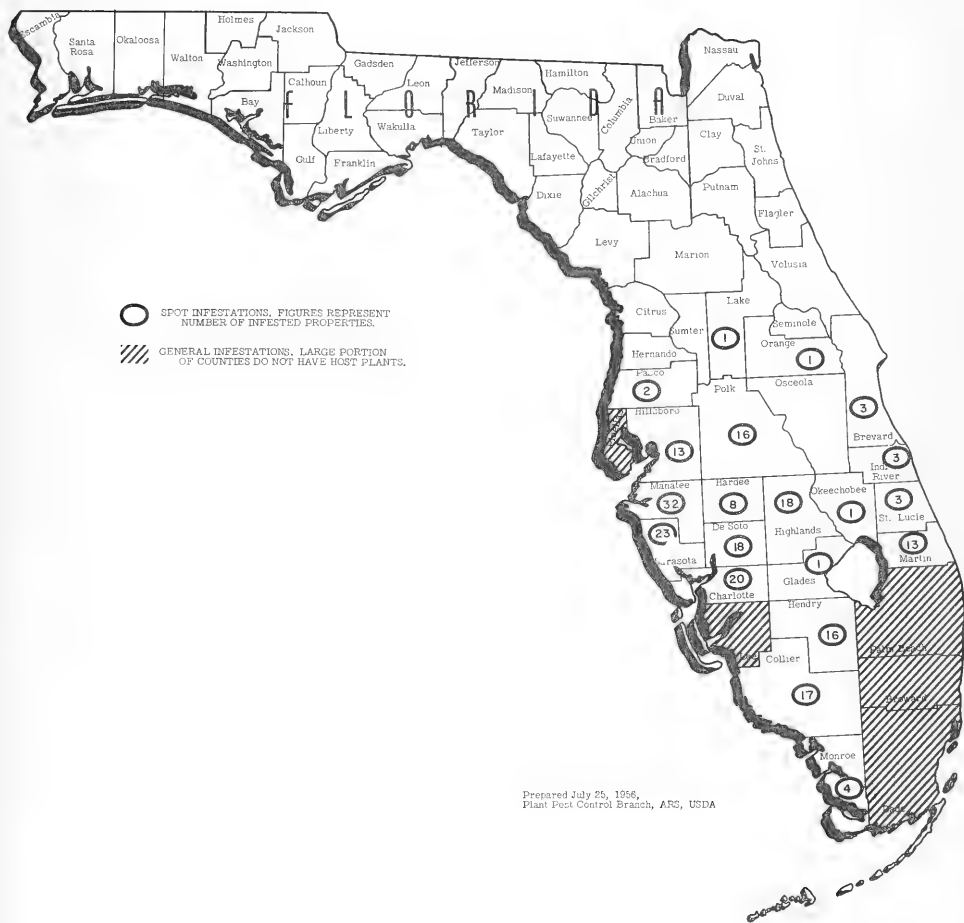 Escambia
Santa
Rosa
Okaloosa
Walton
Holmes
Jackson
Washington
Bay
Calhoun
Gulf
Liberty
Franklin
Gadsden
Leon
Wakulla
Jefferson
Madison
Taylor
Hamilton
Suwannee
Lafayette
Dixie
Columbia
Gilchrist
FLORIDA
Baker
Union
Bradford
Alachua
Levy
Marion
Nassau
Duval
Clay
St.
Johns
Putnam
Flagler
Volusia
Citrus
Sumter
Lake
1
Seminole
Orange
1
Hernando
Pasco
2
Polk
16
Osceola
Brevard
3
Hillsboro
13
Ind.
River
3
Manatee
32
Hardee
8
Highlands
18
Okeechobee
1
St. Lucie
3
Sarasota
23
De Soto
18
Martin
13
Charlotte
20
Glades
1
Hendry
16
Lee
Collier
17
Palm Beach
Broward
Dade
Monroe
4
SPOT INFESTATIONS. FIGURES REPRESENT
NUMBER OF INFESTED PROPERTIES.
GENERAL INFESTATIONS. LARGE PORTION
OF COUNTIES DO NOT HAVE HOST PLANTS.
Prepared July 25, 1956,
Plant Pest Control Branch, ARS, USDA